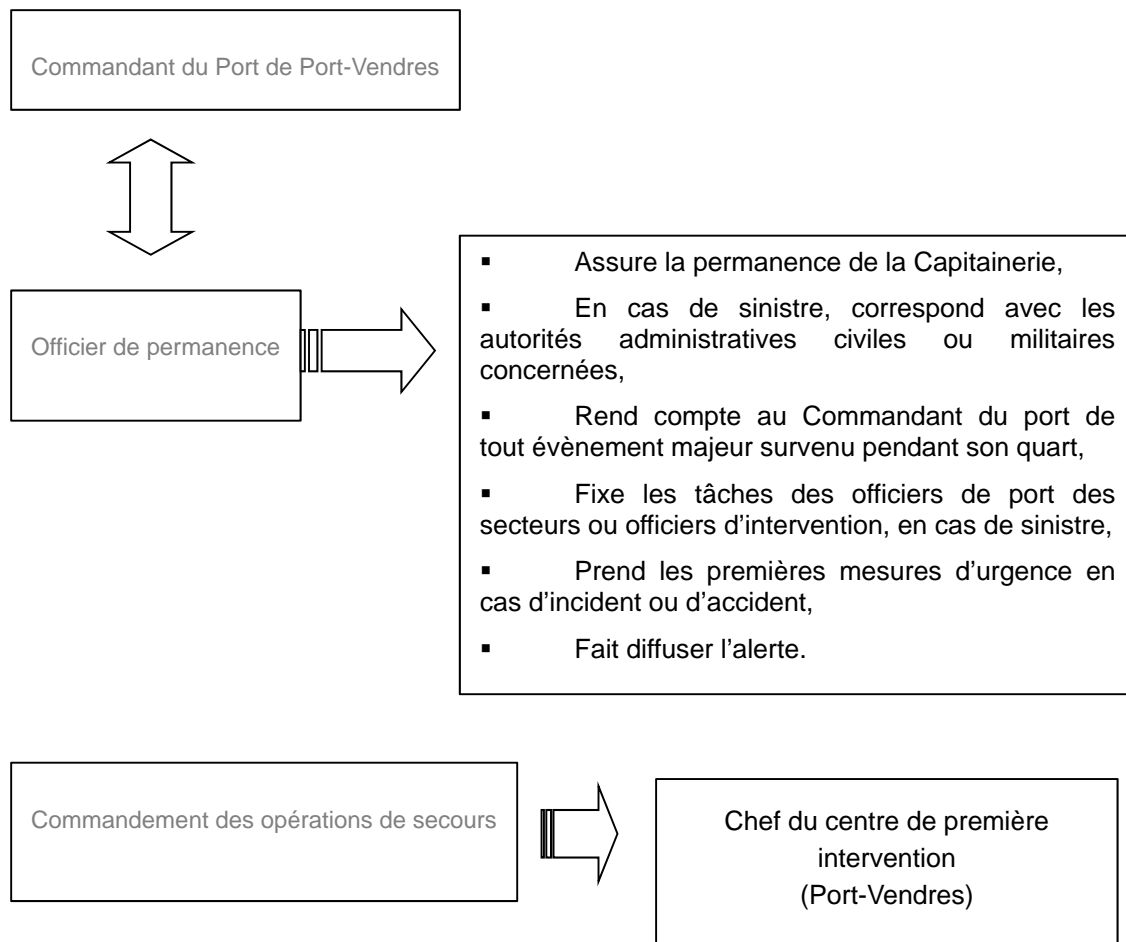 Commandant du Port de Port-Vendres
Officier de permanence
▪ Assure la permanence de la Capitainerie,
▪ En cas de sinistre, correspond avec les
autorités administratives civiles ou militaires
concernées,
▪ Rend compte au Commandant du port de
tout évènement majeur survenu pendant son quart,
▪ Fixe les tâches des officiers de port des
secteurs ou officiers d’intervention, en cas de sinistre,
▪ Prend les premières mesures d’urgence en
cas d’incident ou d’accident,
▪ Fait diffuser l’alerte.
Commandement des opérations de secours
Chef du centre de première
intervention
(Port-Vendres)